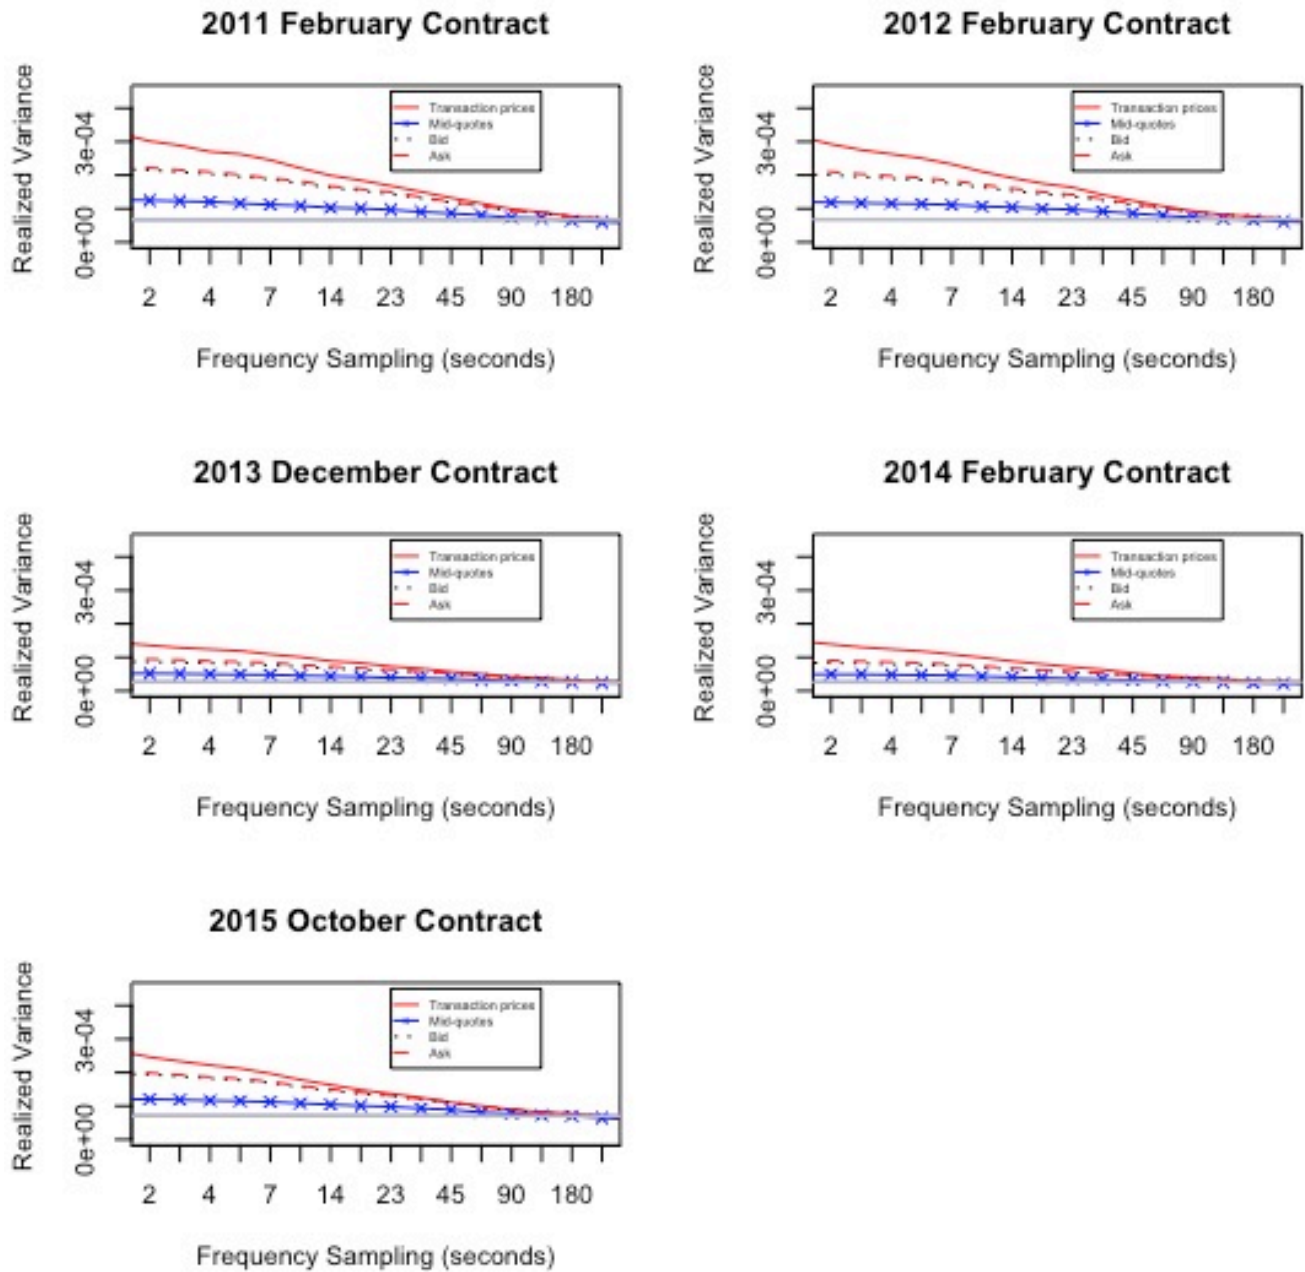 2011 February Contract
Realized Variance
0e+00 3e-04
Transaction prices
Mid-quotes
Bid
Ask
2 4 7 14 23 45 90 180
Frequency Sampling (seconds)
2012 February Contract
Realized Variance
0e+00 3e-04
Transaction prices
Mid-quotes
Bid
Ask
2 4 7 14 23 45 90 180
Frequency Sampling (seconds)
2013 December Contract
Realized Variance
0e+00 3e-04
Transaction prices
Mid-quotes
Bid
Ask
2 4 7 14 23 45 90 180
Frequency Sampling (seconds)
2014 February Contract
Realized Variance
0e+00 3e-04
Transaction prices
Mid-quotes
Bid
Ask
2 4 7 14 23 45 90 180
Frequency Sampling (seconds)
2015 October Contract
Realized Variance
0e+00 3e-04
Transaction prices
Mid-quotes
Bid
Ask
2 4 7 14 23 45 90 180
Frequency Sampling (seconds)